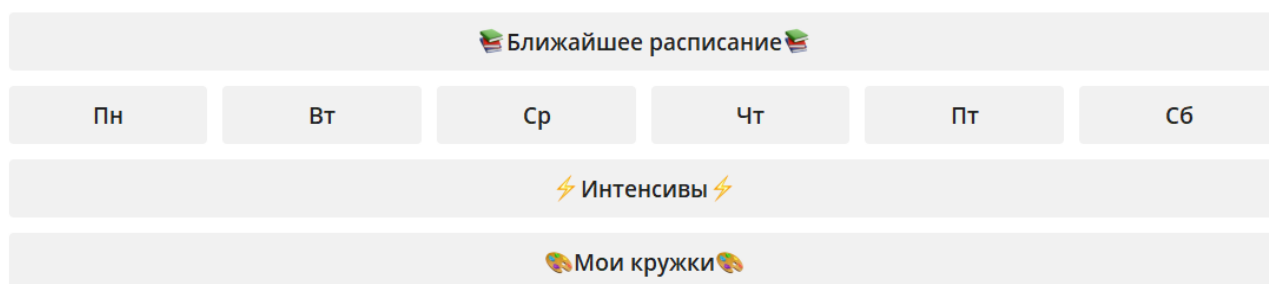 📚Ближайшее расписание📚
Пн Вт Ср Чт Пт Сб
⚡Интенсивы⚡
🎨Мои кружки🎨